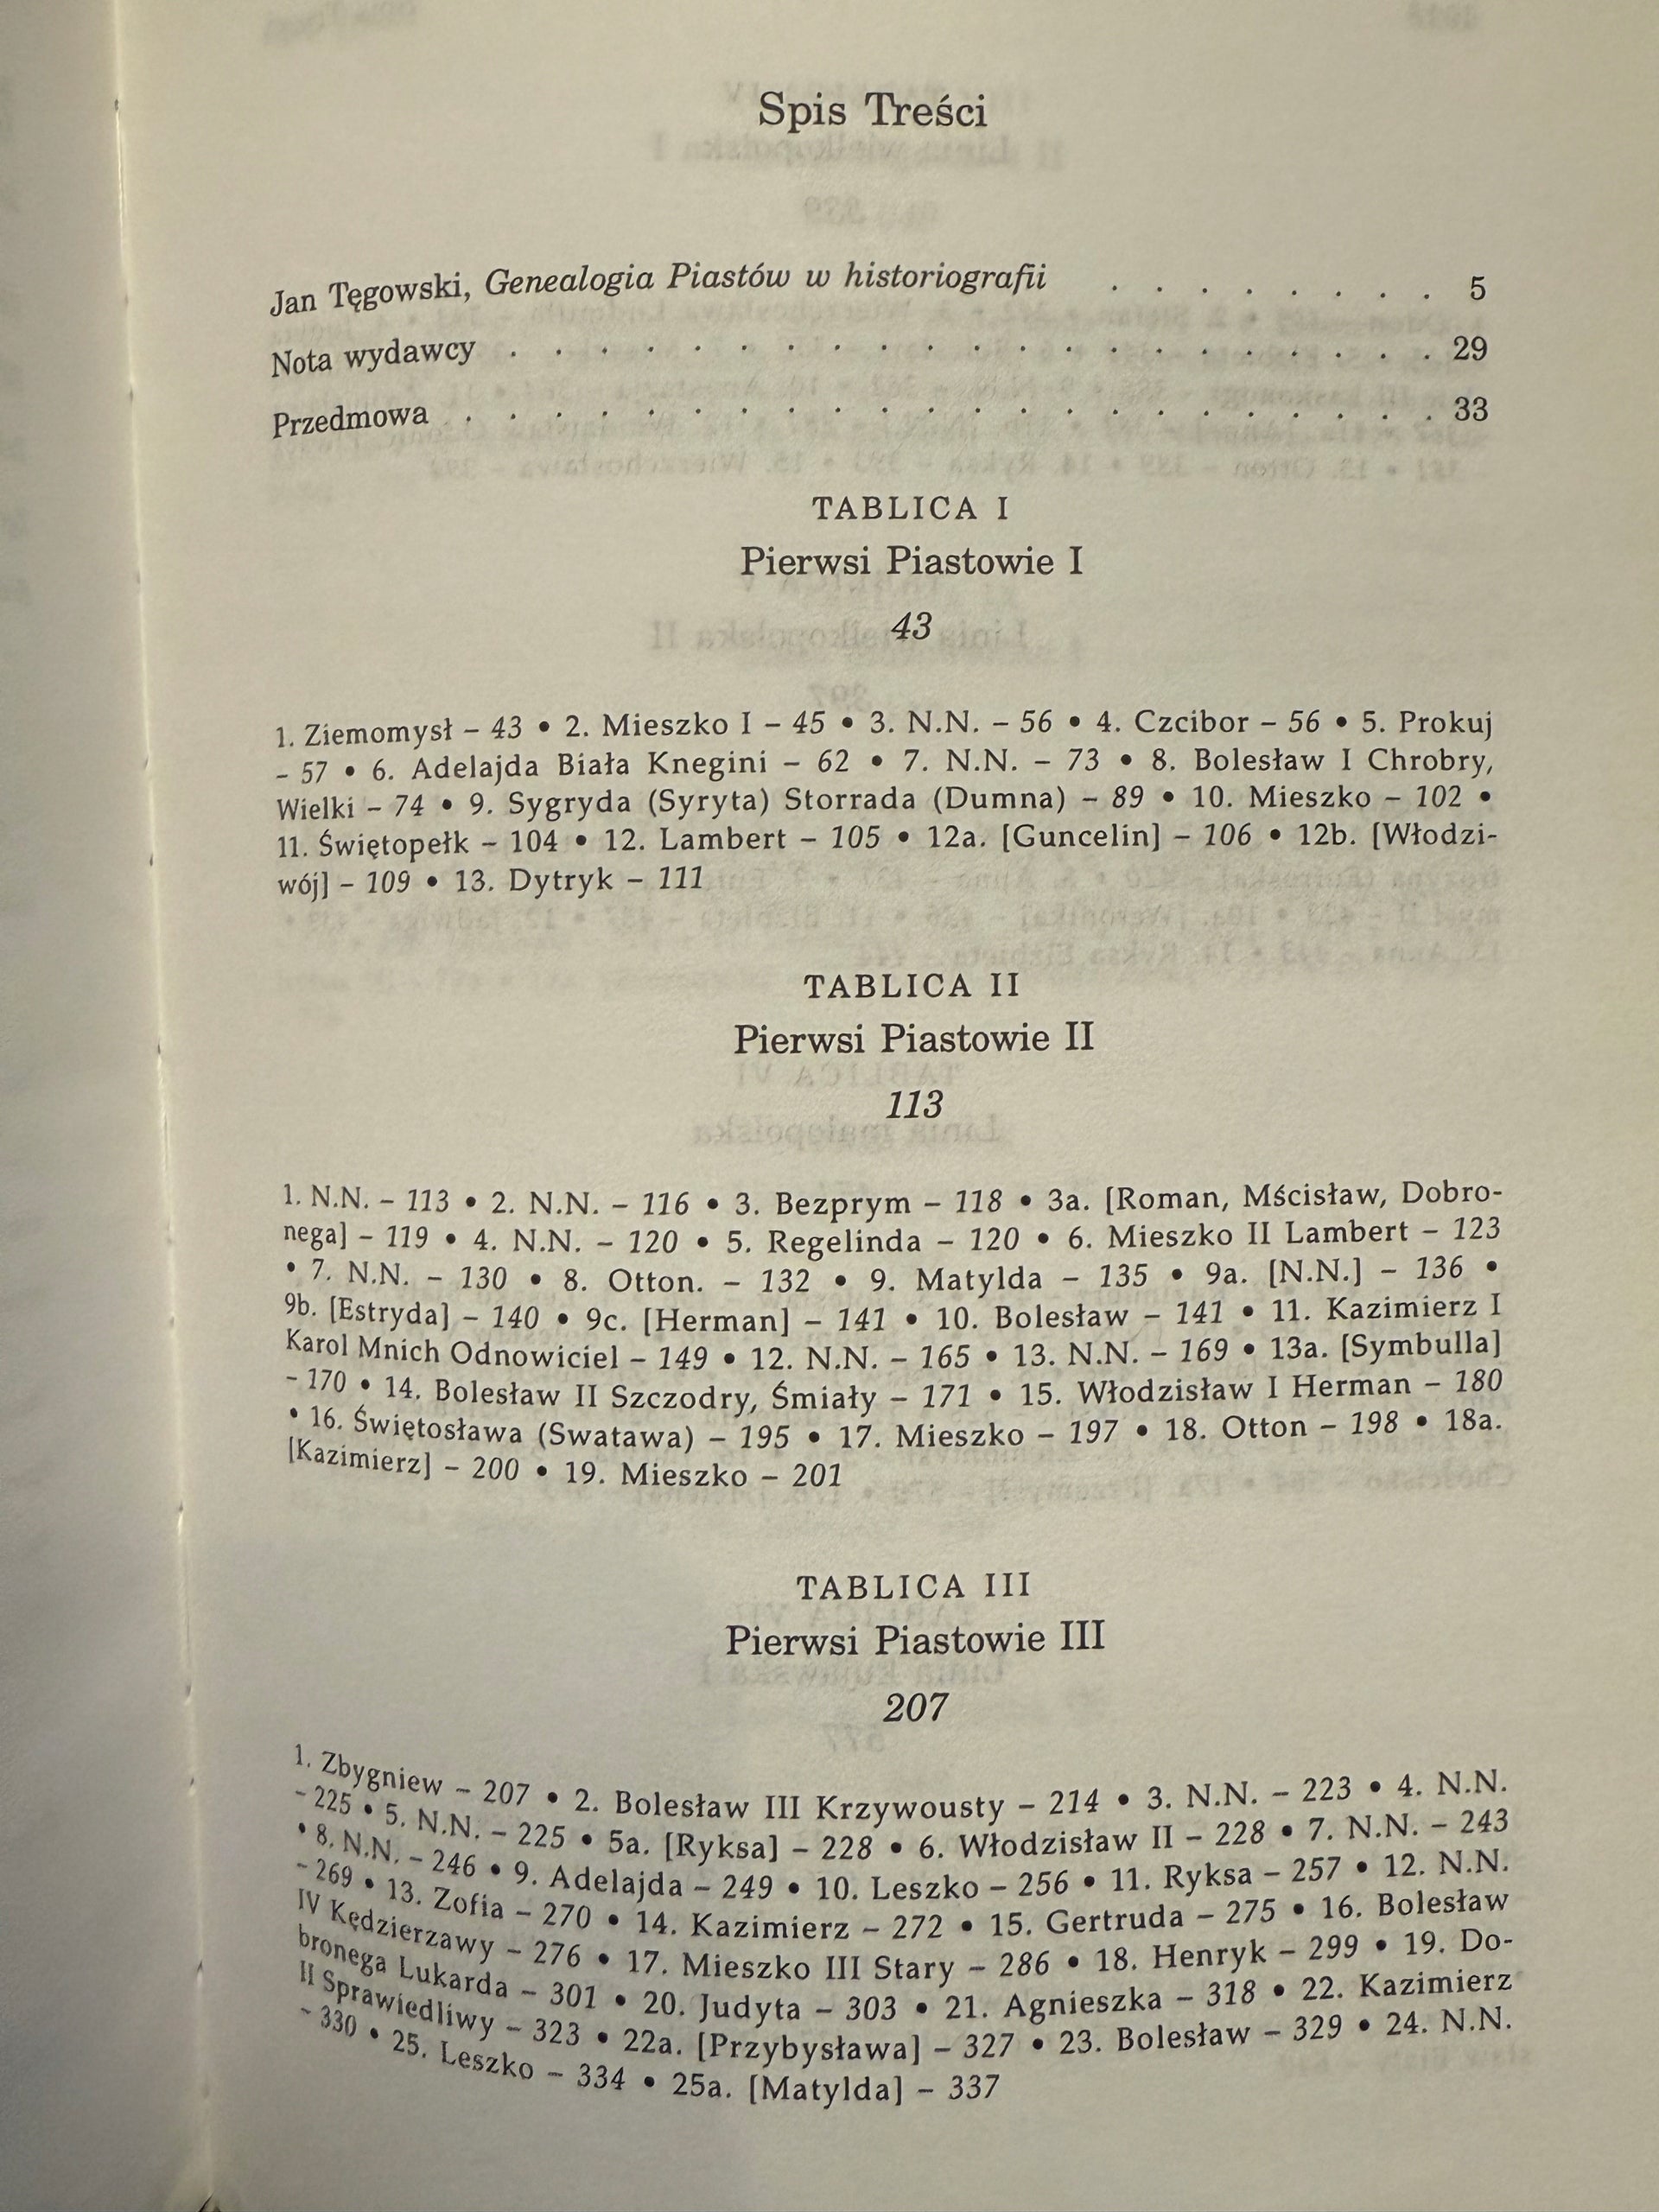 Spis Treści
Jan Tęgowski, Genealogia Piastów w historiografii . . . . . . . . 5
Nota wydawcy . . . . . . . . . . . . . . . . . . . . . 29
Przedmowa . . . . . . . . . . . . . . . . . . . . . . 33
TABLICA I
Pierwsi Piastowie I
43
1. Ziemomysł – 43 • 2. Mieszko I – 45 • 3. N.N. – 56 • 4. Czcibor – 56 • 5. Prokuj
– 57 • 6. Adelajda Biała Knegini – 62 • 7. N.N. – 73 • 8. Bolesław I Chrobry,
Wielki – 74 • 9. Sygryda (Syryta) Storrada (Dumna) – 89 • 10. Mieszko – 102 •
11. Świętopełk – 104 • 12. Lambert – 105 • 12a. [Guncelin] – 106 • 12b. [Włodzi-
wój] – 109 • 13. Dytryk – 111
TABLICA II
Pierwsi Piastowie II
113
1. N.N. – 113 • 2. N.N. – 116 • 3. Bezprym – 118 • 3a. [Roman, Mścisław, Dobro-
nega] – 119 • 4. N.N. – 120 • 5. Regelinda – 120 • 6. Mieszko II Lambert – 123
• 7. N.N. – 130 • 8. Otton. – 132 • 9. Matylda – 135 • 9a. [N.N.] – 136 •
9b. [Estryda] – 140 • 9c. [Herman] – 141 • 10. Bolesław – 141 • 11. Kazimierz I
Karol Mnich Odnowiciel – 149 • 12. N.N. – 165 • 13. N.N. – 169 • 13a. [Symbulla]
– 170 • 14. Bolesław II Szczodry, Śmiały – 171 • 15. Włodzisław I Herman – 180
• 16. Świętosława (Swatawa) – 195 • 17. Mieszko – 197 • 18. Otton – 198 • 18a.
[Kazimierz] – 200 • 19. Mieszko – 201
TABLICA III
Pierwsi Piastowie III
207
1. Zbygniew – 207 • 2. Bolesław III Krzywousty – 214 • 3. N.N. – 223 • 4. N.N.
– 225 • 5. N.N. – 225 • 5a. [Ryksa] – 228 • 6. Włodzisław II – 228 • 7. N.N. – 243
• 8. N.N. – 246 • 9. Adelajda – 249 • 10. Leszko – 256 • 11. Ryksa – 257 • 12. N.N.
– 269 • 13. Zofia – 270 • 14. Kazimierz – 272 • 15. Gertruda – 275 • 16. Bolesław
IV Kędzierzawy – 276 • 17. Mieszko III Stary – 286 • 18. Henryk – 299 • 19. Do-
bronega Lukarda – 301 • 20. Judyta – 303 • 21. Agnieszka – 318 • 22. Kazimierz
II Sprawiedliwy – 323 • 22a. [Przybysława] – 327 • 23. Bolesław – 329 • 24. N.N.
– 330 • 25. Leszko – 334 • 25a. [Matylda] – 337